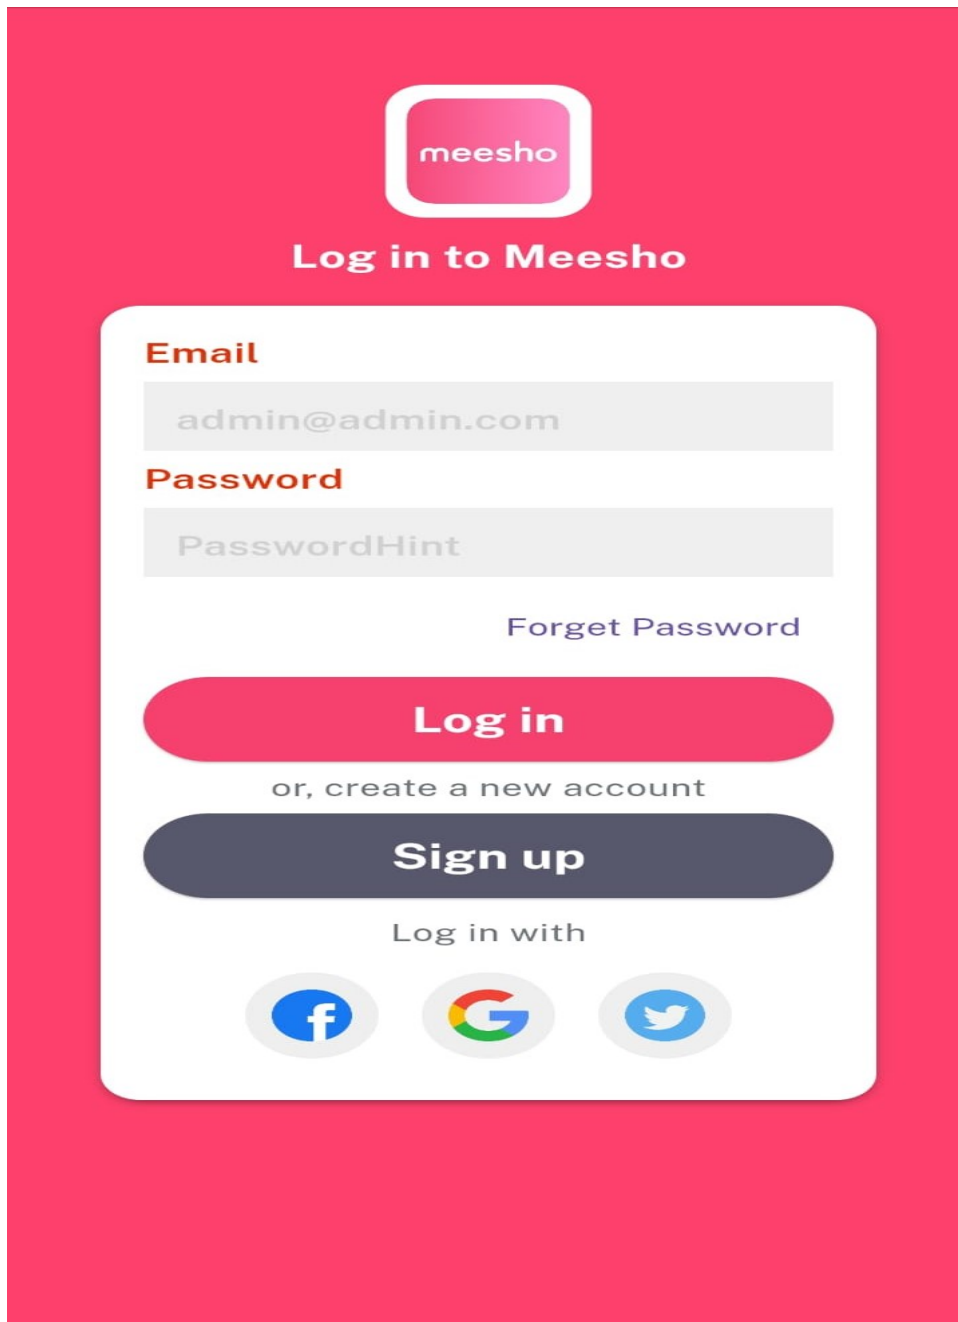 meesho
Log in to Meesho
Email
admin@admin.com
Password
PasswordHint
Forget Password
Log in
or, create a new account
Sign up
Log in with